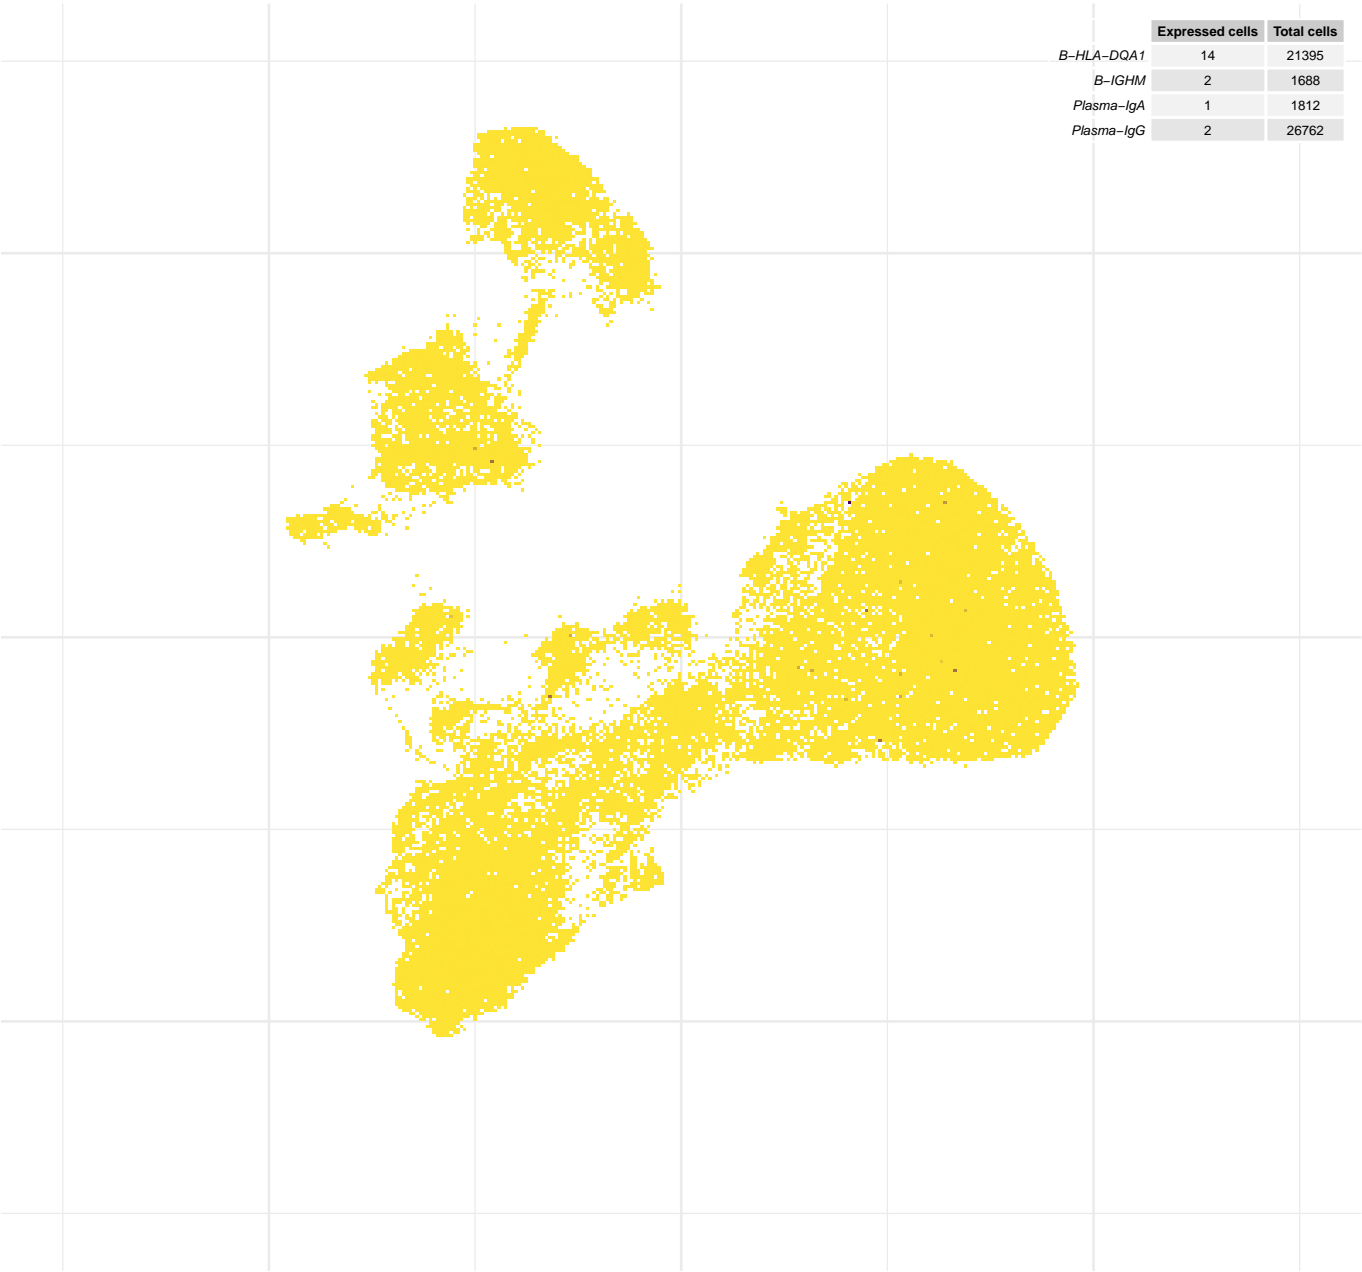 Expressed cells Total cells
B−HLA−DQA1 14 21395
B−IGHM 2 1688
Plasma−IgA 1 1812
Plasma−IgG 2 26762